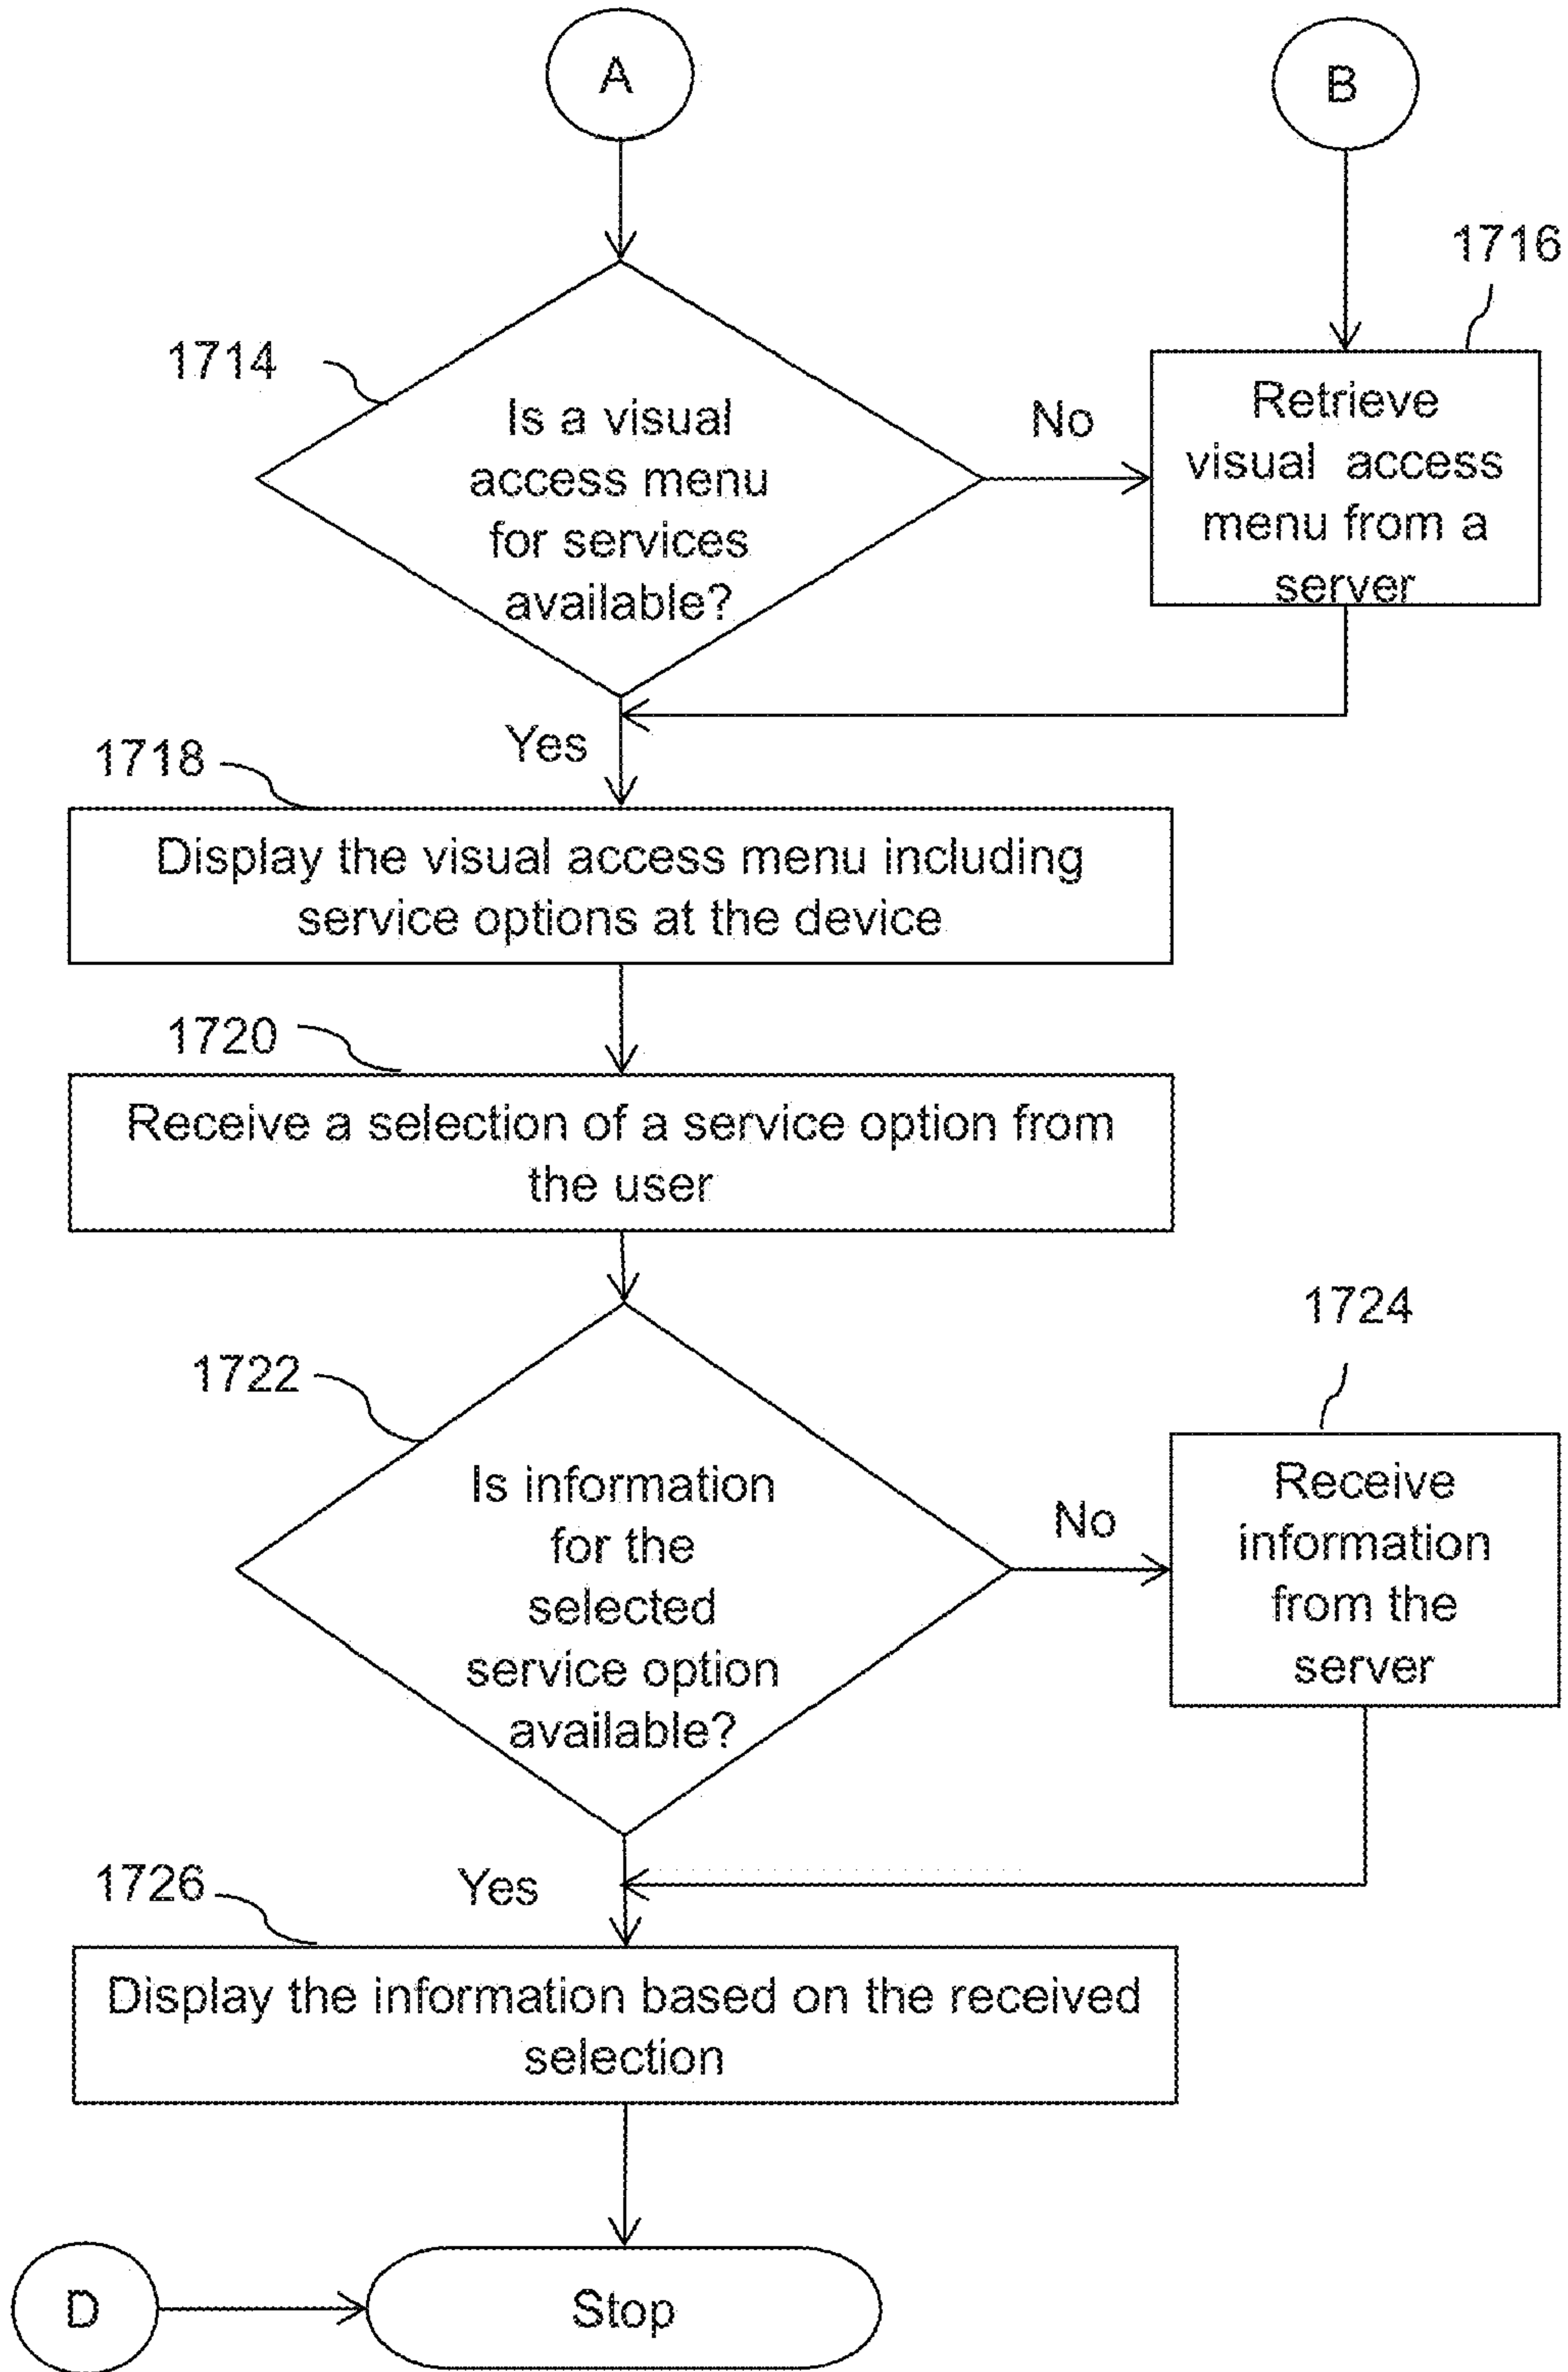 A
B
1716
1714
Is a visual
access menu
for services
available?
No
Retrieve
visual access
menu from a
server
Yes
1718
Display the visual access menu including
service options at the device
1720
Receive a selection of a service option from
the user
1724
1722
Is information
for the
selected
service option
available?
No
Receive
information
from the
server
1726
Yes
Display the information based on the received
selection
D
Stop